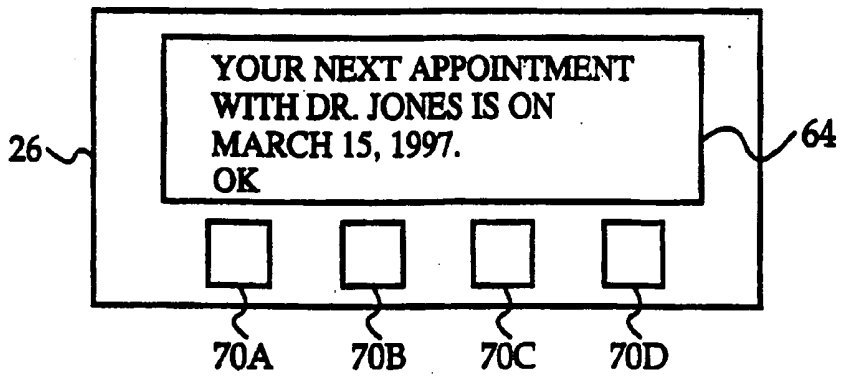 YOUR NEXT APPOINTMENT
WITH DR. JONES IS ON
MARCH 15, 1997.
OK
26
64
70A 70B 70C 70D